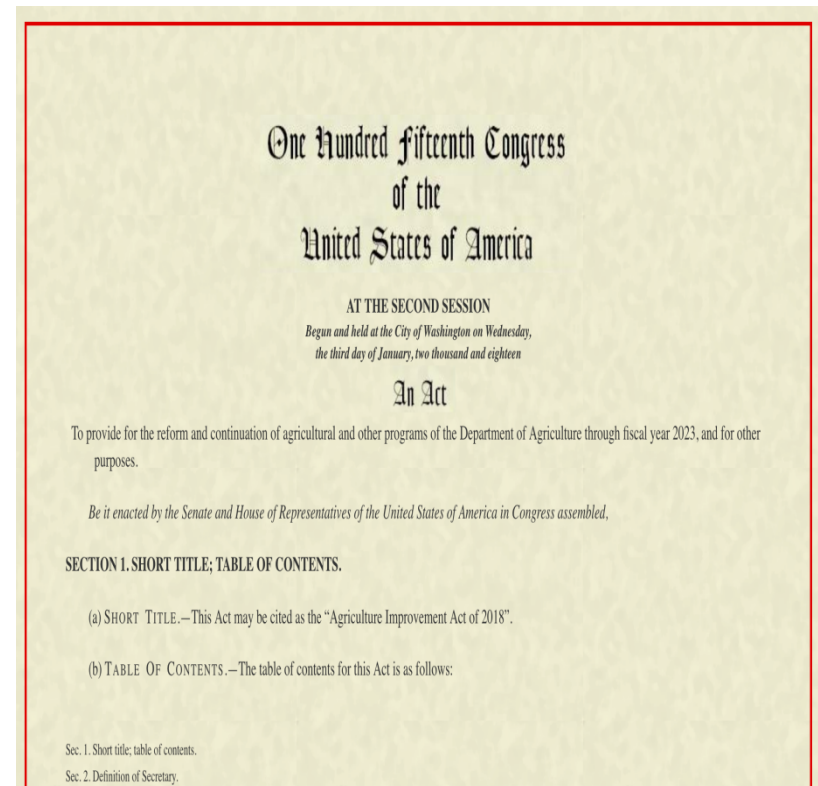 One Hundred Fifteenth Congress
of the
United States of America
AT THE SECOND SESSION
Begun and held at the City of Washington on Wednesday,
the third day of January, two thousand and eighteen
An Act
To provide for the reform and continuation of agricultural and other programs of the Department of Agriculture through fiscal year 2023, and for other
purposes.
Be it enacted by the Senate and House of Representatives of the United States of America in Congress assembled,
SECTION 1. SHORT TITLE; TABLE OF CONTENTS.
(a) SHORT TITLE.—This Act may be cited as the “Agriculture Improvement Act of 2018”.
(b) TABLE OF CONTENTS.—The table of contents for this Act is as follows:
Sec. 1. Short title; table of contents.
Sec. 2. Definition of Secretary.